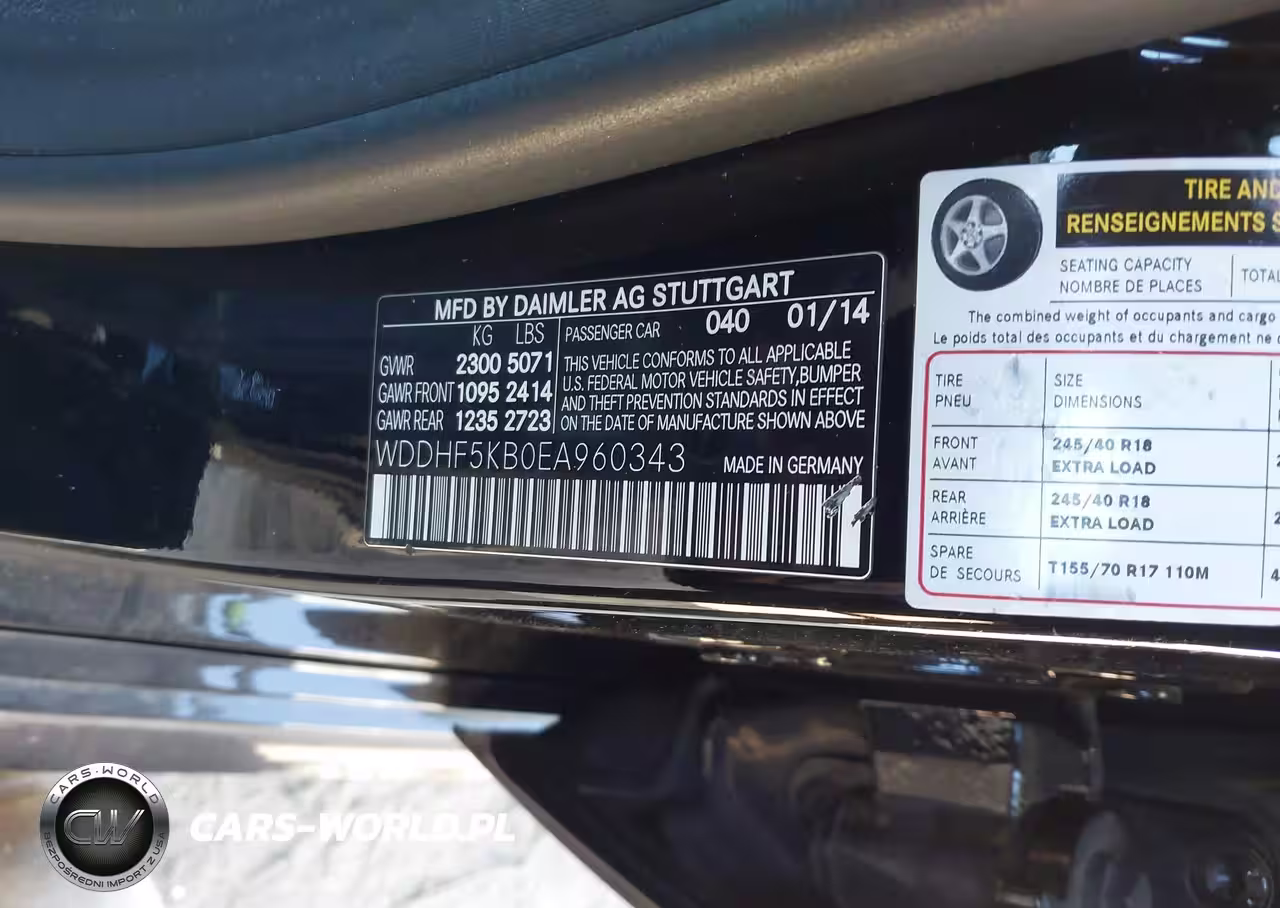 MFD BY DAIMLER AG STUTTGART
KG LBS
PASSENGER CAR 040 01/14
GVWR 2300 5071
GAWR FRONT 1095 2414
GAWR REAR 1235 2723
THIS VEHICLE CONFORMS TO ALL APPLICABLE
U.S. FEDERAL MOTOR VEHICLE SAFETY,BUMPER
AND THEFT PREVENTION STANDARDS IN EFFECT
ON THE DATE OF MANUFACTURE SHOWN ABOVE
WDDHF5KB0EA960343
MADE IN GERMANY
TIRE AND
RENSEIGNEMENTS S
SEATING CAPACITY
NOMBRE DE PLACES
TOTAL
The combined weight of occupants and cargo
Le poids total des occupants et du chargement ne
TIRE
PNEU
SIZE
DIMENSIONS
FRONT
AVANT
245/40 R18
EXTRA LOAD
REAR
ARRIÈRE
245/40 R18
EXTRA LOAD
SPARE
DE SECOURS
T155/70 R17 110M
CARS-WORLD
CW
BEZPOŚREDNI IMPORT Z USA
CARS-WORLD.PL